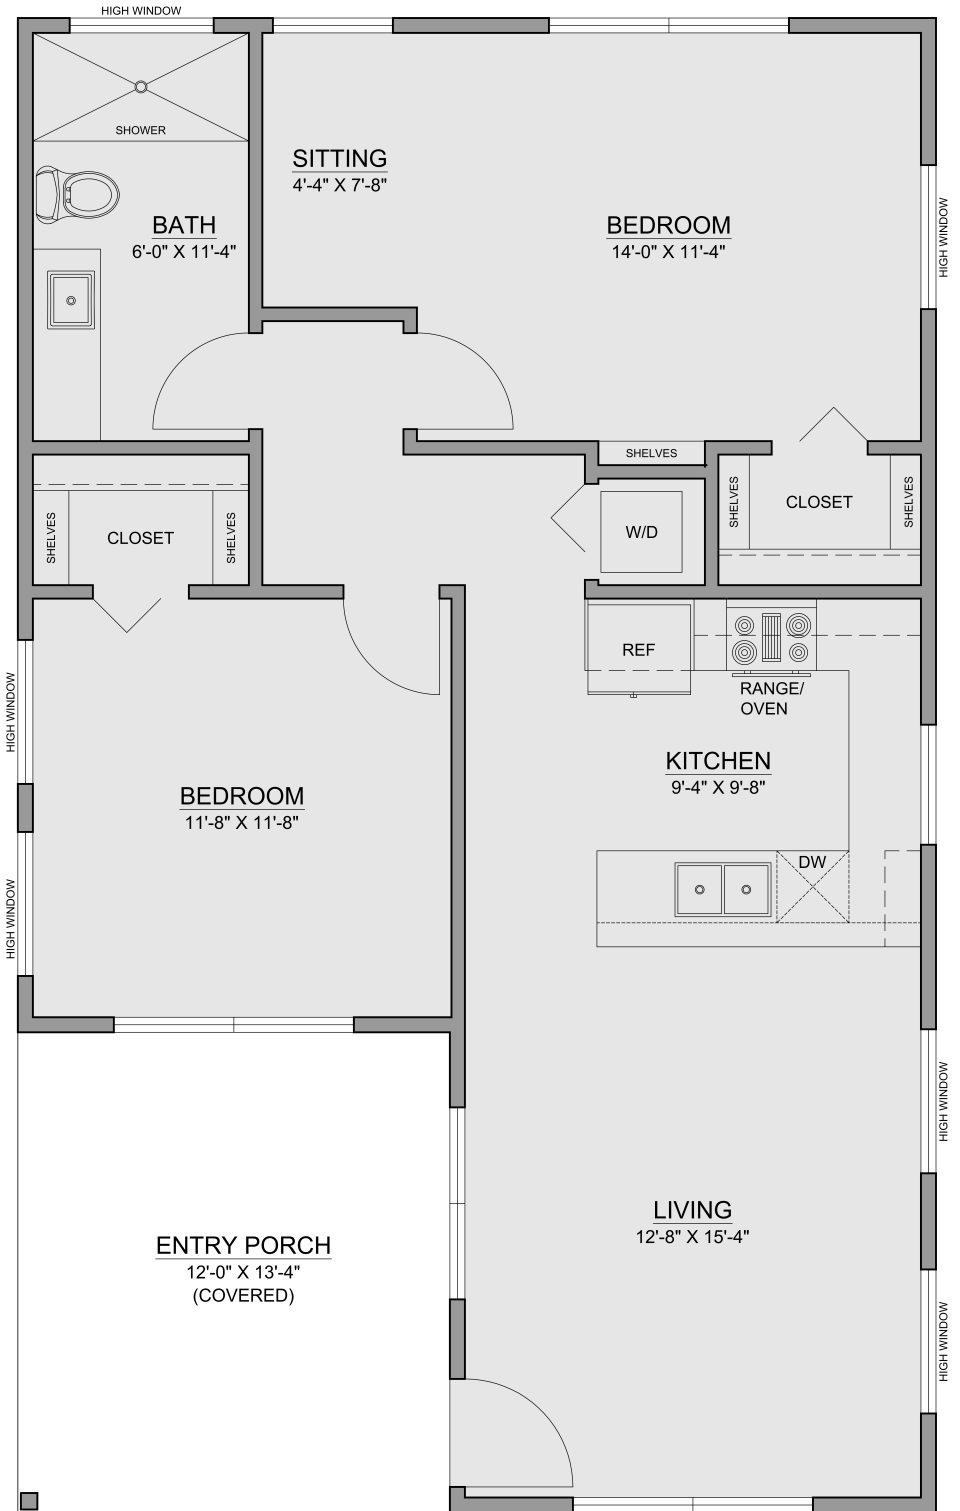 HIGH WINDOW
SHOWER
SITTING
4'-4" X 7'-8"
BATH
6'-0" X 11'-4"
BEDROOM
14'-0" X 11'-4"
HIGH WINDOW
SHELVES
SHELVES
CLOSET
SHELVES
W/D
SHELVES
CLOSET
SHELVES
REF
RANGE/
OVEN
HIGH WINDOW
KITCHEN
9'-4" X 9'-8"
BEDROOM
11'-8" X 11'-8"
DW
HIGH WINDOW
HIGH WINDOW
LIVING
12'-8" X 15'-4"
ENTRY PORCH
12'-0" X 13'-4"
(COVERED)
HIGH WINDOW